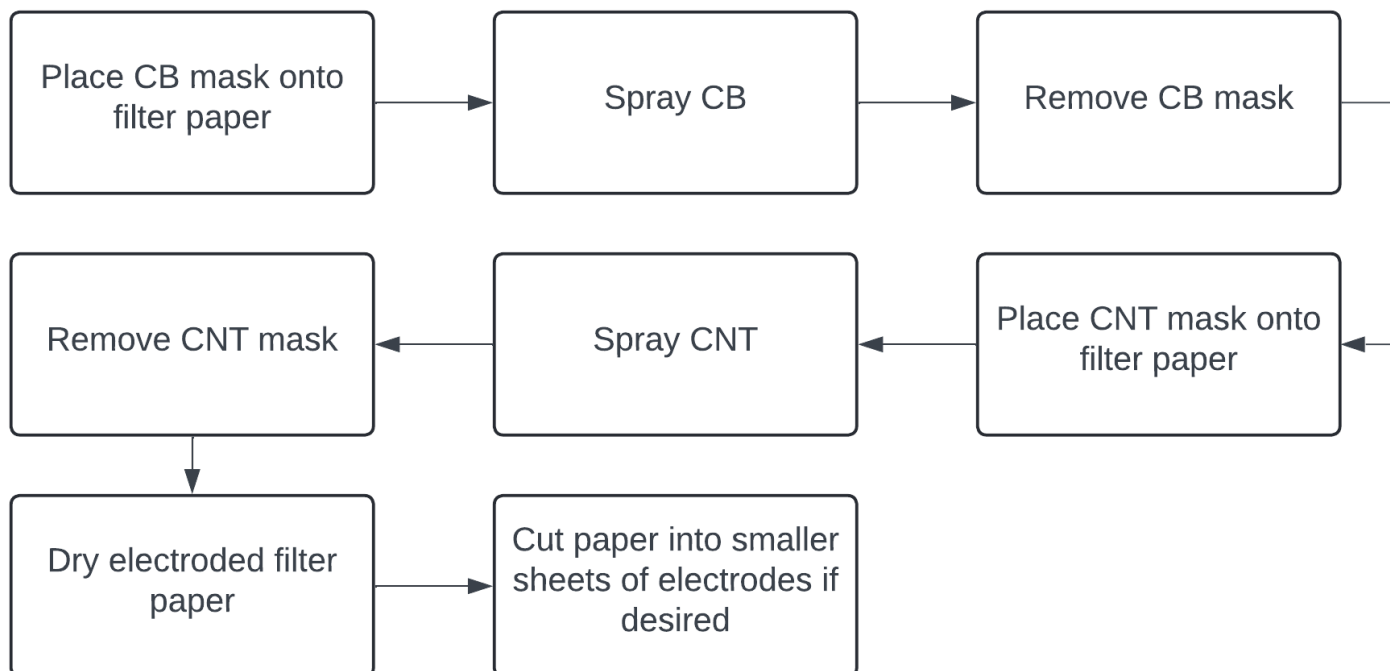 Place CB mask onto
filter paper
Spray CB
Remove CB mask
Place CNT mask onto
filter paper
Spray CNT
Remove CNT mask
Dry electroded filter
paper
Cut paper into smaller
sheets of electrodes if
desired